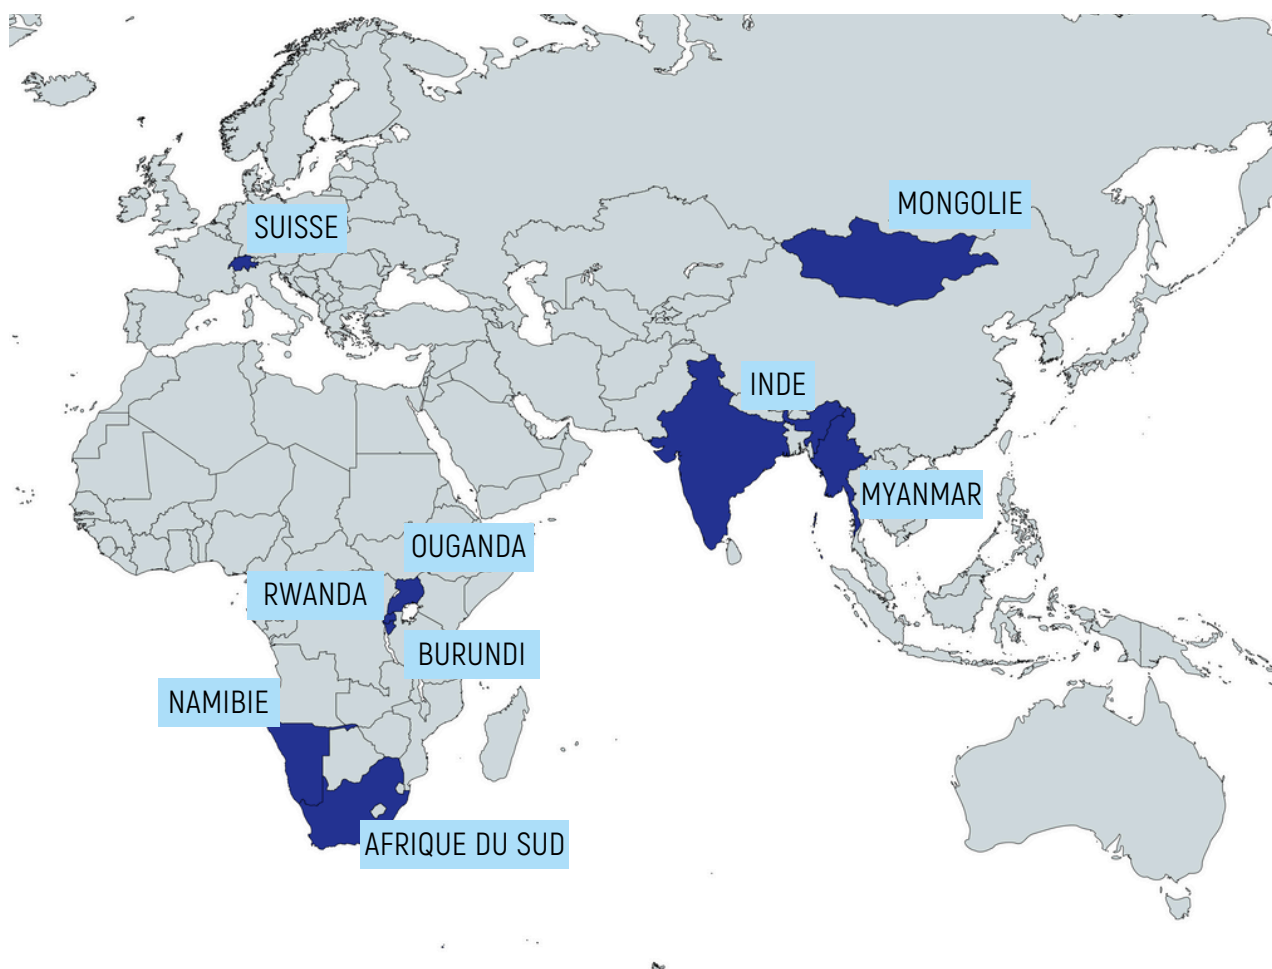 MONGOLIE
SUISSE
INDE
MYANMAR
OUGANDA
RWANDA
BURUNDI
NAMIBIE
AFRIQUE DU SUD